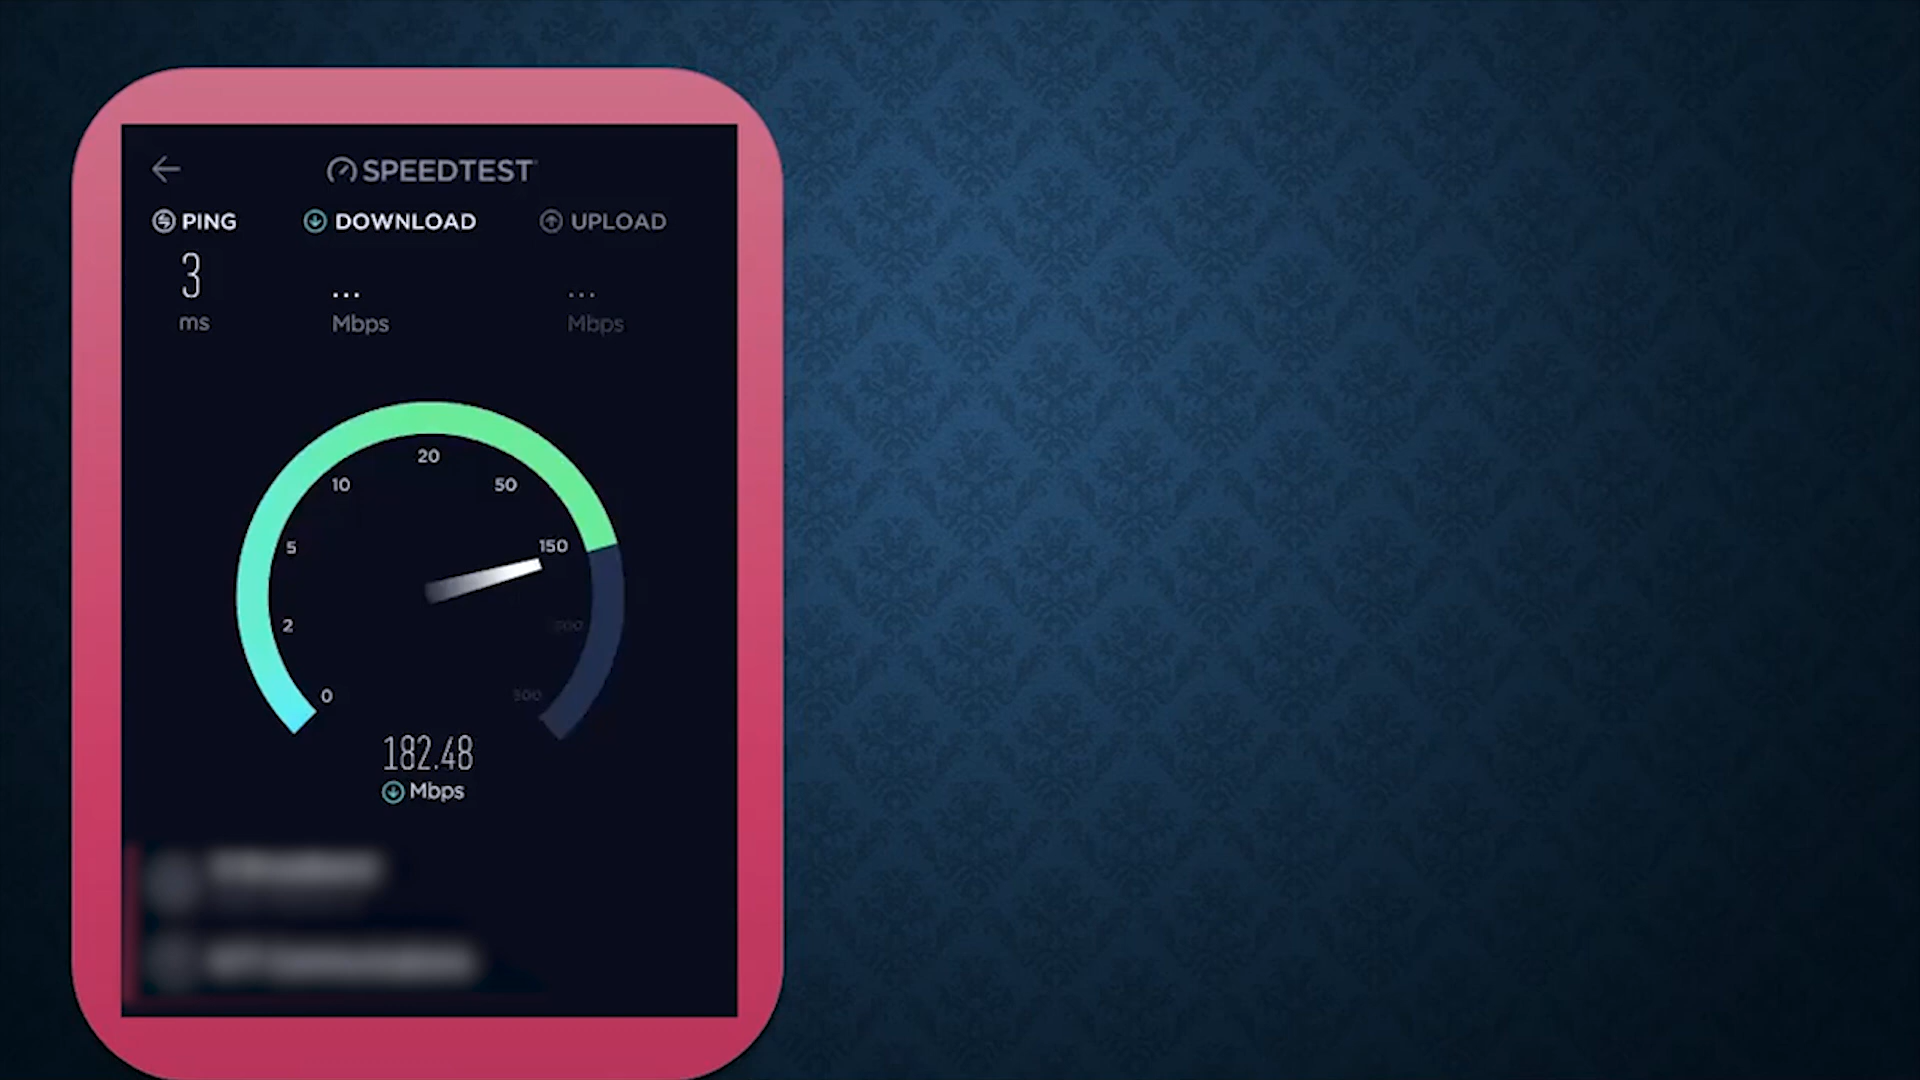 SPEEDTEST
PING DOWNLOAD UPLOAD
3 ... ...
ms Mbps Mbps
20
10 50
5 150
2
0
182.48
Mbps